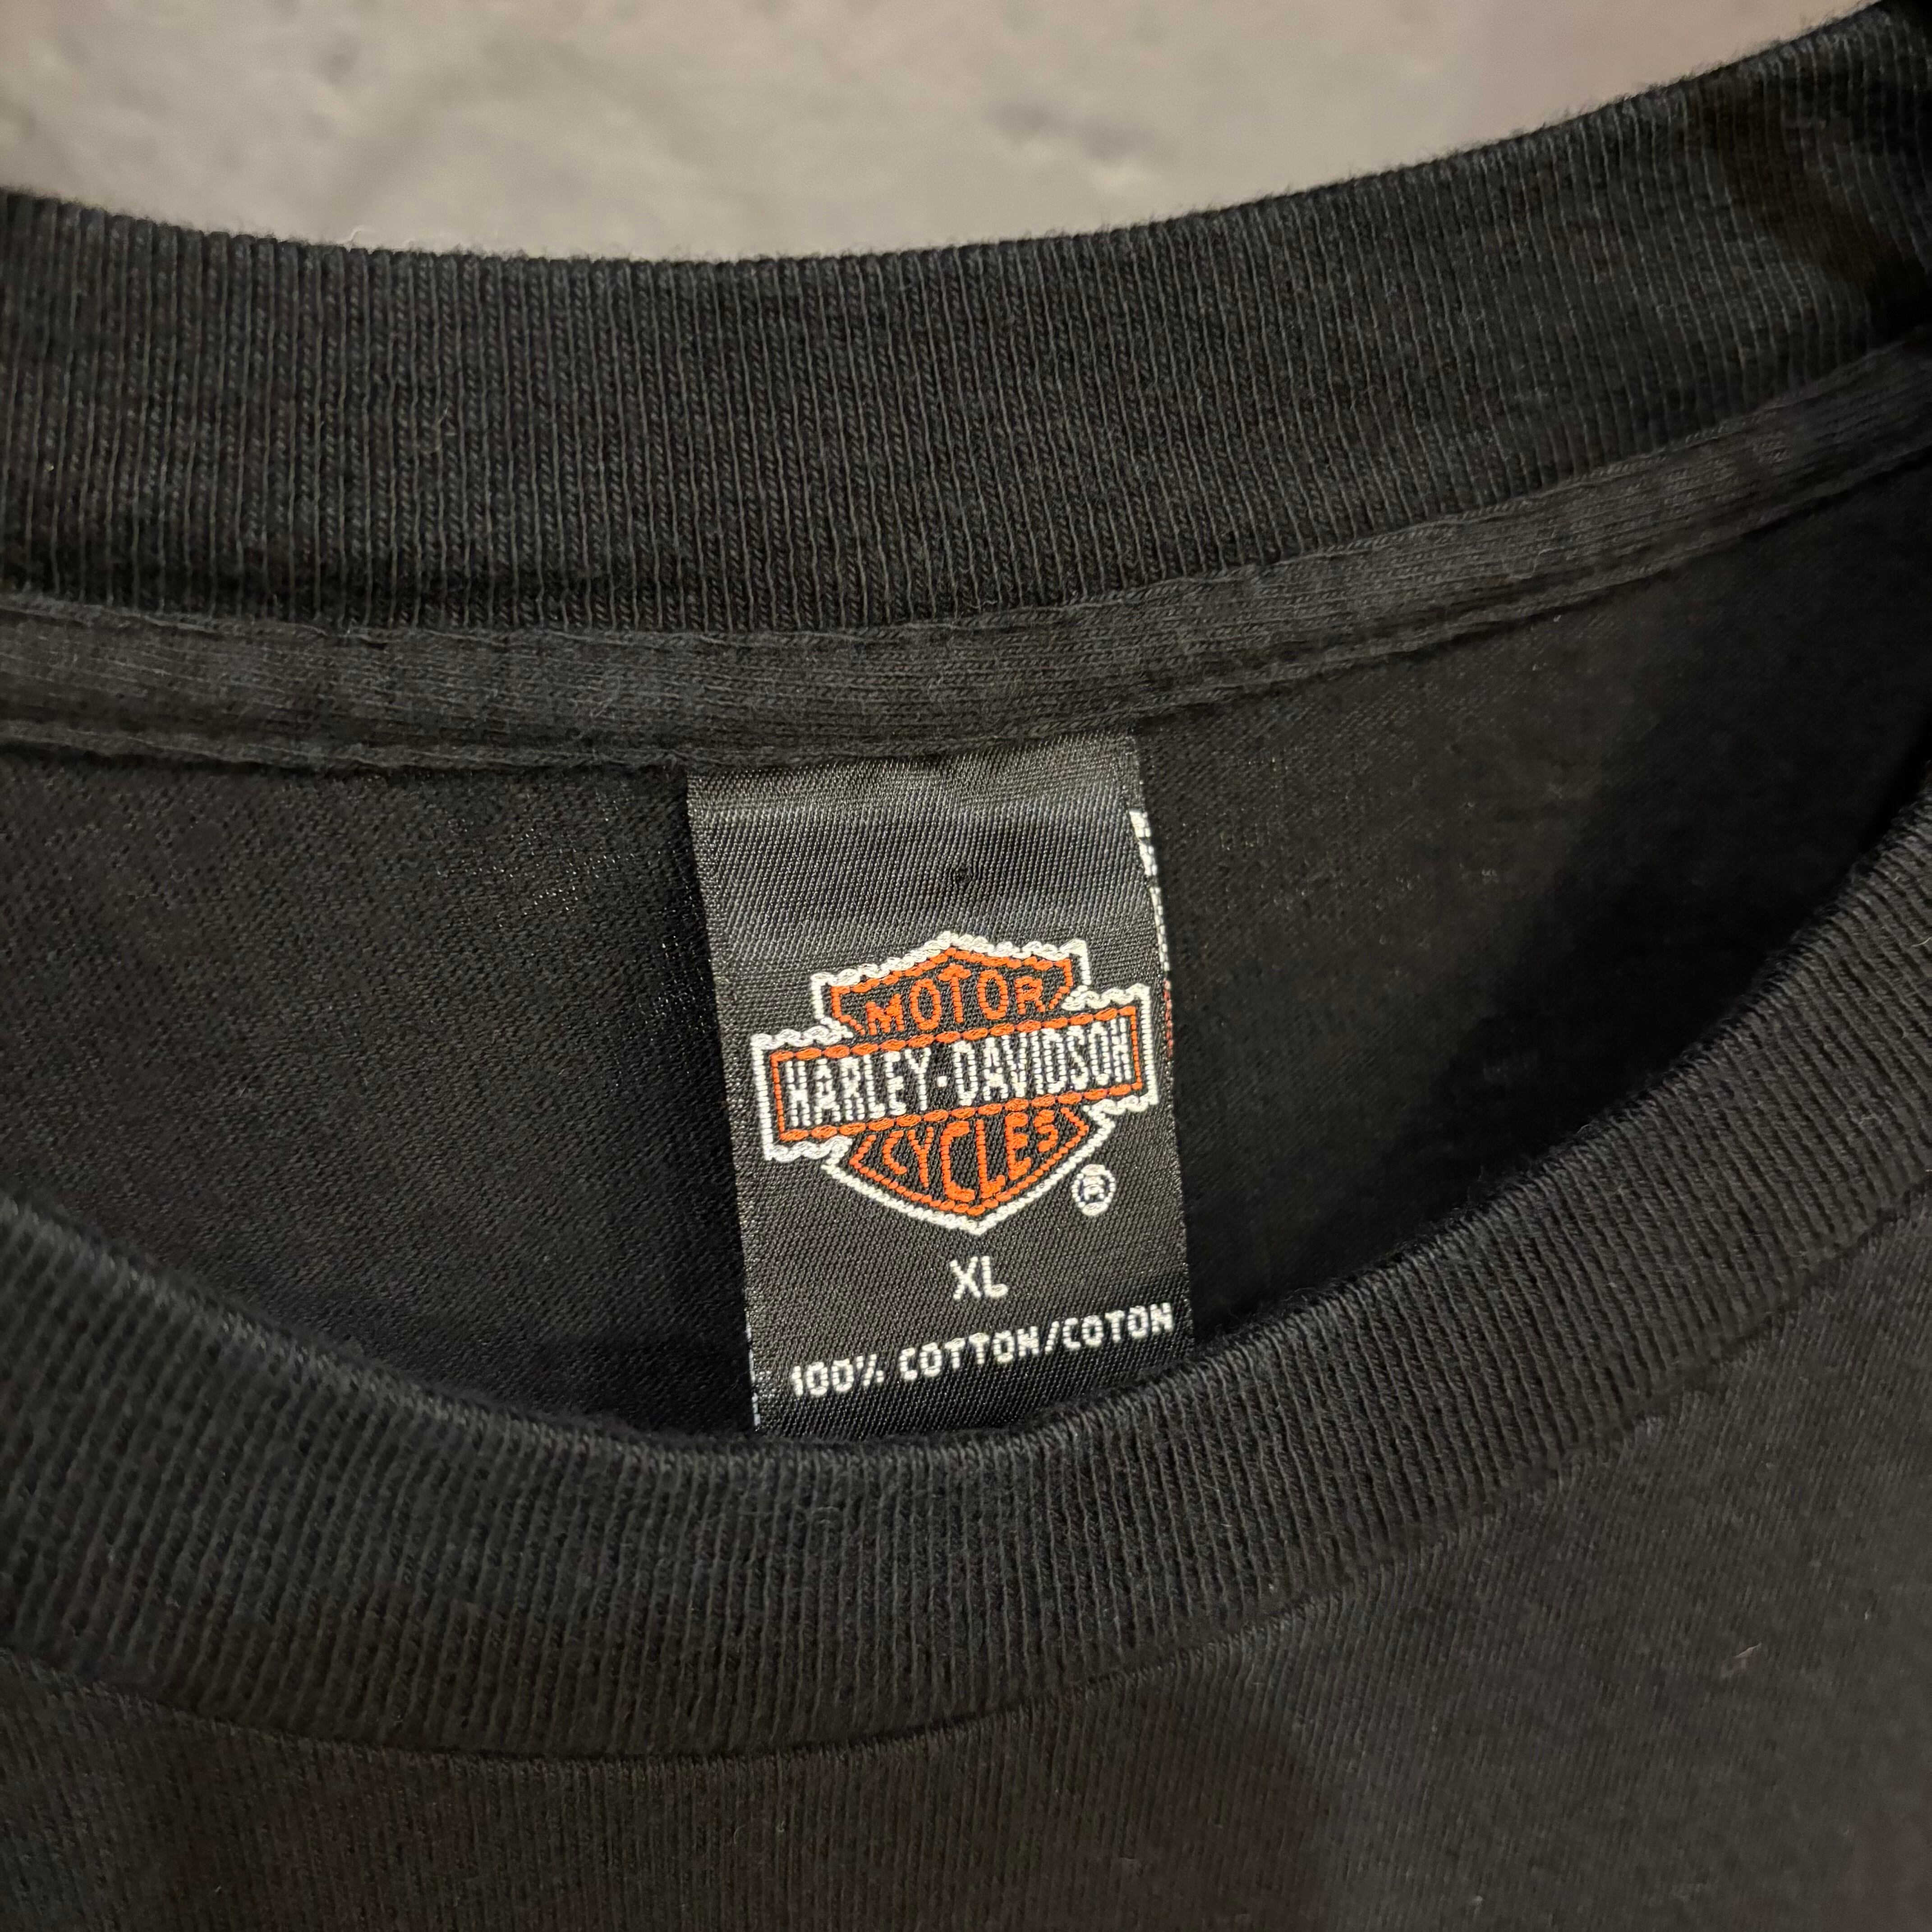 MOTOR
HARLEY-DAVIDSON
CYCLES
®
XL
100% COTTON/COTON